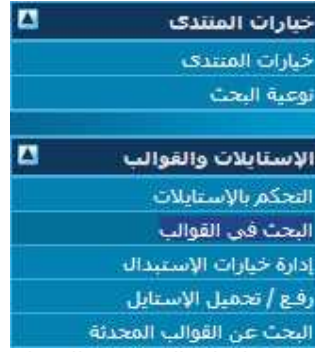 خيارات المنتدى
خيارات المنتدى
نوعية البحث
الإستايلات والقوالب
التحكم بالإستايلات
البحث في القوالب
إدارة خيارات الإستبدال
رفع / تحميل الإستايل
البحث عن القوالب المحدثة